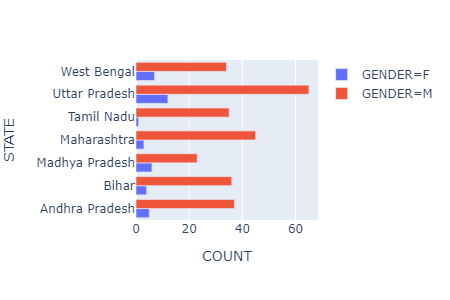 West Bengal
Uttar Pradesh
Tamil Nadu
Maharashtra
Madhya Pradesh
Bihar
Andhra Pradesh
STATE
0 20 40 60
COUNT
GENDER=F
GENDER=M